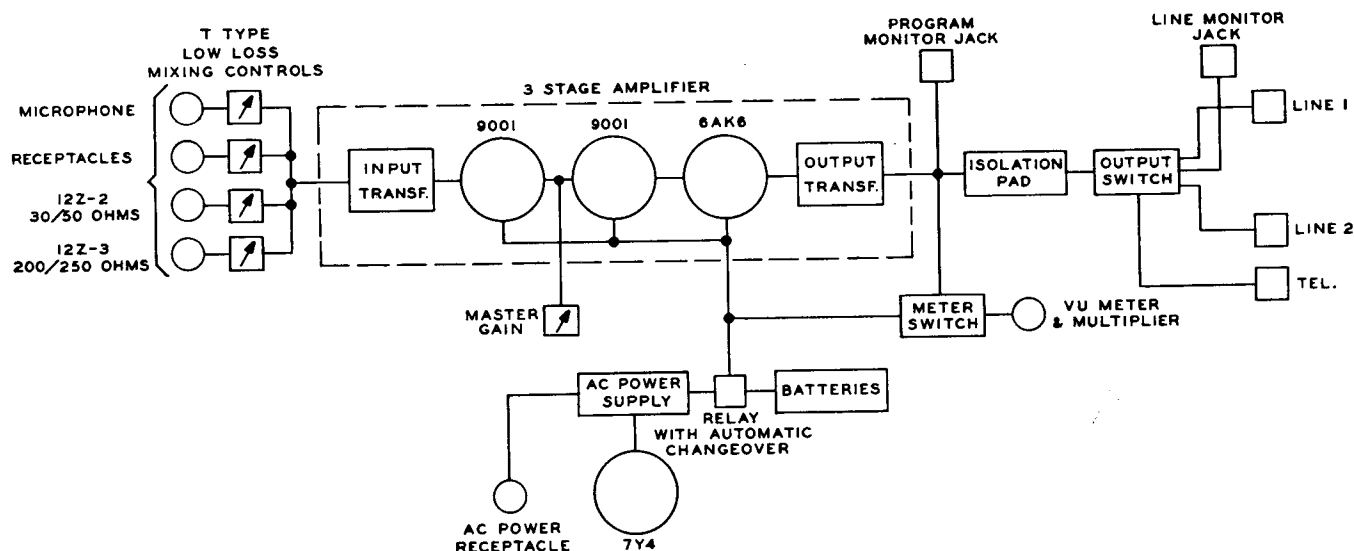 T TYPE
LOW LOSS
MIXING CONTROLS
MICROPHONE
RECEPTACLES
12Z-2
30/50 OHMS
12Z-3
200/250 OHMS
3 STAGE AMPLIFIER
INPUT
TRANSF.
9001
9001
6AK6
OUTPUT
TRANSF.
MASTER
GAIN
PROGRAM
MONITOR JACK
ISOLATION
PAD
OUTPUT
SWITCH
LINE MONITOR
JACK
LINE 1
LINE 2
TEL.
METER
SWITCH
VU METER
& MULTIPLIER
AC POWER
SUPPLY
BATTERIES
RELAY
WITH AUTOMATIC
CHANGEOVER
AC POWER
RECEPTACLE
7Y4